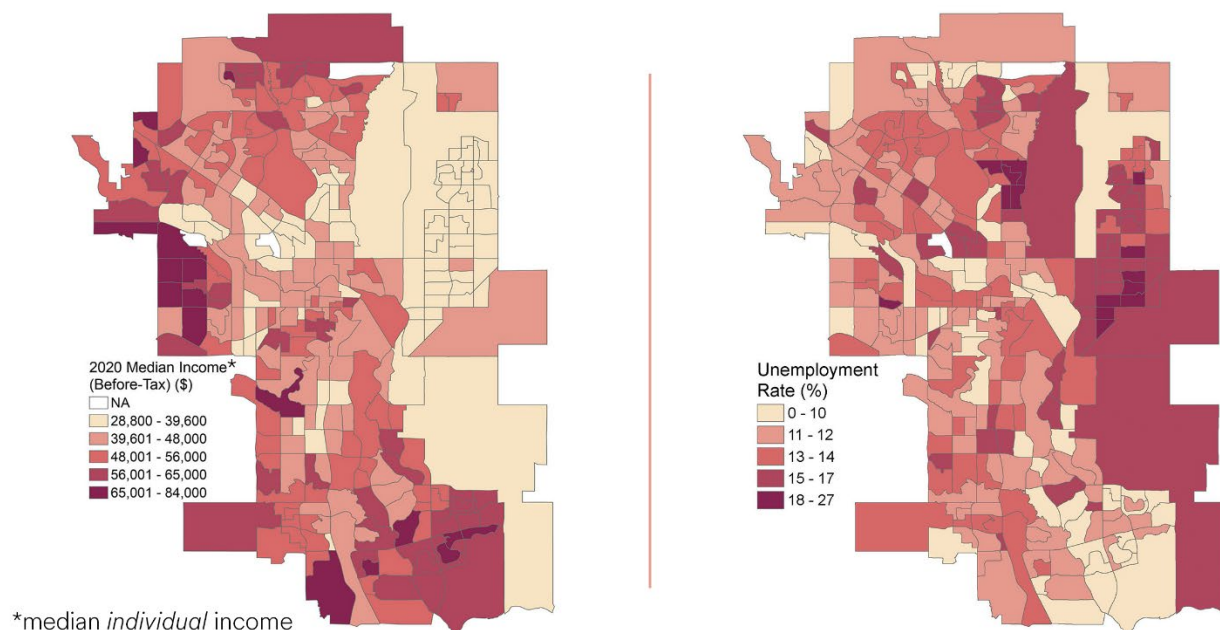 2020 Median Income*
(Before-Tax) ($)
NA
28,800 - 39,600
39,601 - 48,000
48,001 - 56,000
56,001 - 65,000
65,001 - 84,000
*median individual income
Unemployment
Rate (%)
0 - 10
11 - 12
13 - 14
15 - 17
18 - 27